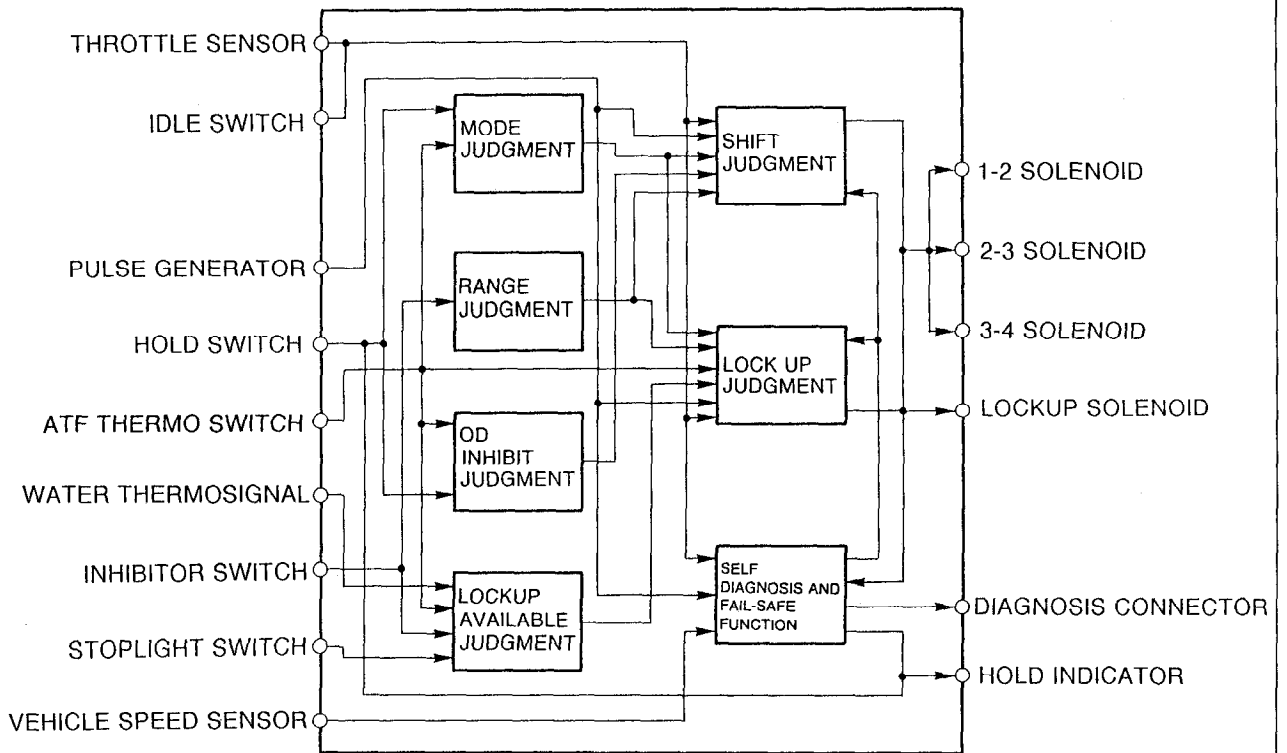 THROTTLE SENSOR
IDLE SWITCH
PULSE GENERATOR
HOLD SWITCH
ATF THERMO SWITCH
WATER THERMOSIGNAL
INHIBITOR SWITCH
STOPLIGHT SWITCH
VEHICLE SPEED SENSOR
MODE
JUDGMENT
RANGE
JUDGMENT
OD
INHIBIT
JUDGMENT
LOCKUP
AVAILABLE
JUDGMENT
SHIFT
JUDGMENT
LOCK UP
JUDGMENT
SELF
DIAGNOSIS AND
FAIL-SAFE
FUNCTION
1-2 SOLENOID
2-3 SOLENOID
3-4 SOLENOID
LOCKUP SOLENOID
DIAGNOSIS CONNECTOR
HOLD INDICATOR